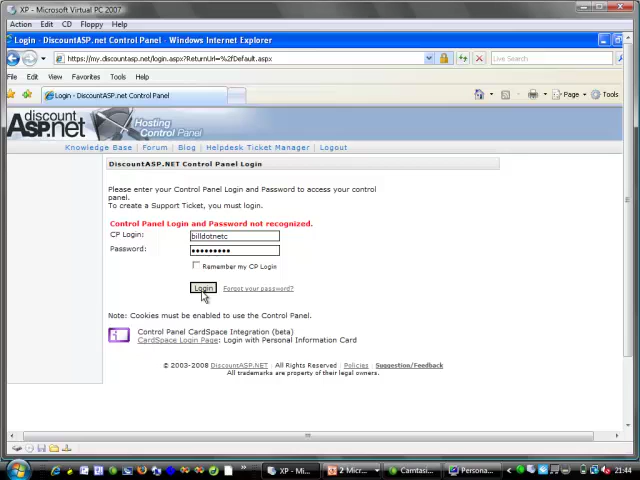 XP - Microsoft Virtual PC 2007
Action Edit CD Floppy Help
Login - DiscountASP.net Control Panel - Windows Internet Explorer
https://my.discountasp.net/login.aspx?ReturnUrl=%2fDefault.aspx
Live Search
File Edit View Favorites Tools Help
Login - DiscountASP.net Control Panel
Page Tools
discount
ASP.net
Hosting
Control Panel
Knowledge Base Forum Blog Helpdesk Ticket Manager Logout
DiscountASP.NET Control Panel Login
Please enter your Control Panel Login and Password to access your control
panel.
To create a Support Ticket, you must login.
Control Panel Login and Password not recognized.
CP Login: billdotnetc
Password: •••••••••
Remember my CP Login
Login Forgot your password?
Note: Cookies must be enabled to use the Control Panel.
Control Panel CardSpace Integration (beta)
CardSpace Login Page: Login with Personal Information Card
© 2003-2008 DiscountASP.NET | All Rights Reserved | Policies | Suggestion/Feedback
All trademarks are property of their legal owners.
XP - Mi... 2 Micr... Camtasi... Persona... 21:44